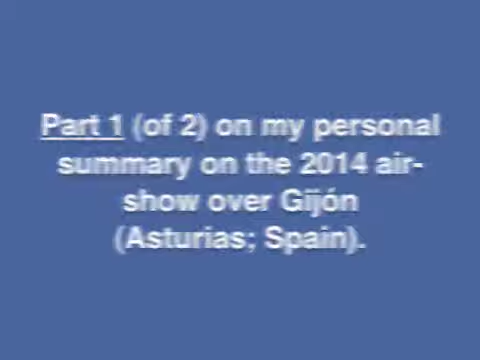 Part 1 (of 2) on my personal
summary on the 2014 air-
show over Gijón
(Asturias; Spain).